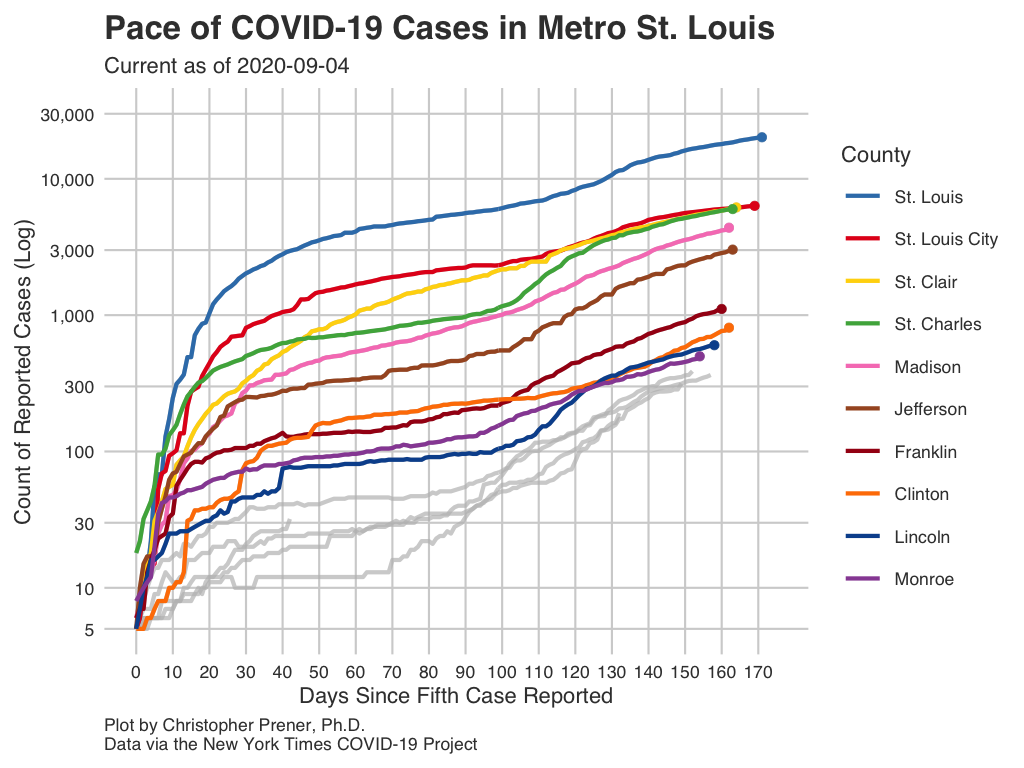 Pace of COVID-19 Cases in Metro St. Louis
Current as of 2020-09-04
Count of Reported Cases (Log)
30,000
10,000
3,000
1,000
300
100
30
10
5
0 10 20 30 40 50 60 70 80 90 100 110 120 130 140 150 160 170
Days Since Fifth Case Reported
County
St. Louis
St. Louis City
St. Clair
St. Charles
Madison
Jefferson
Franklin
Clinton
Lincoln
Monroe
Plot by Christopher Prener, Ph.D.
Data via the New York Times COVID-19 Project